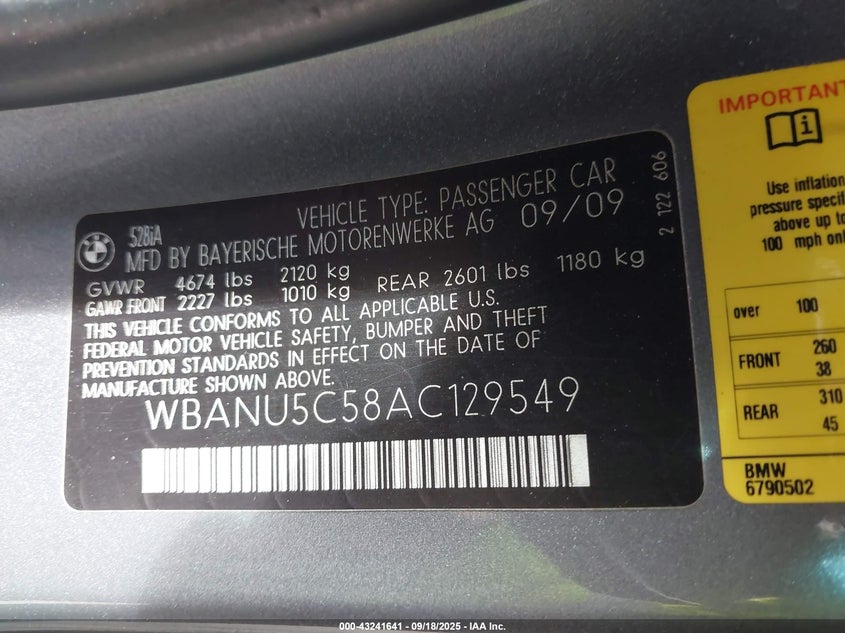 528iA
VEHICLE TYPE: PASSENGER CAR
MFD BY BAYERISCHE MOTORENWERKE AG 09/09
GVWR 4674 lbs 2120 kg
GAWR FRONT 2227 lbs 1010 kg REAR 2601 lbs 1180 kg
THIS VEHICLE CONFORMS TO ALL APPLICABLE U.S.
FEDERAL MOTOR VEHICLE SAFETY, BUMPER AND THEFT
PREVENTION STANDARDS IN EFFECT ON THE DATE OF
MANUFACTURE SHOWN ABOVE.
WBANU5C58AC129549
2 122 606
IMPORTANT
Use inflation
pressure specif
above up to
100 mph only
over 100
FRONT 260
38
REAR 310
45
BMW
6790502
000-43241641 - 09/18/2025 - IAA Inc.